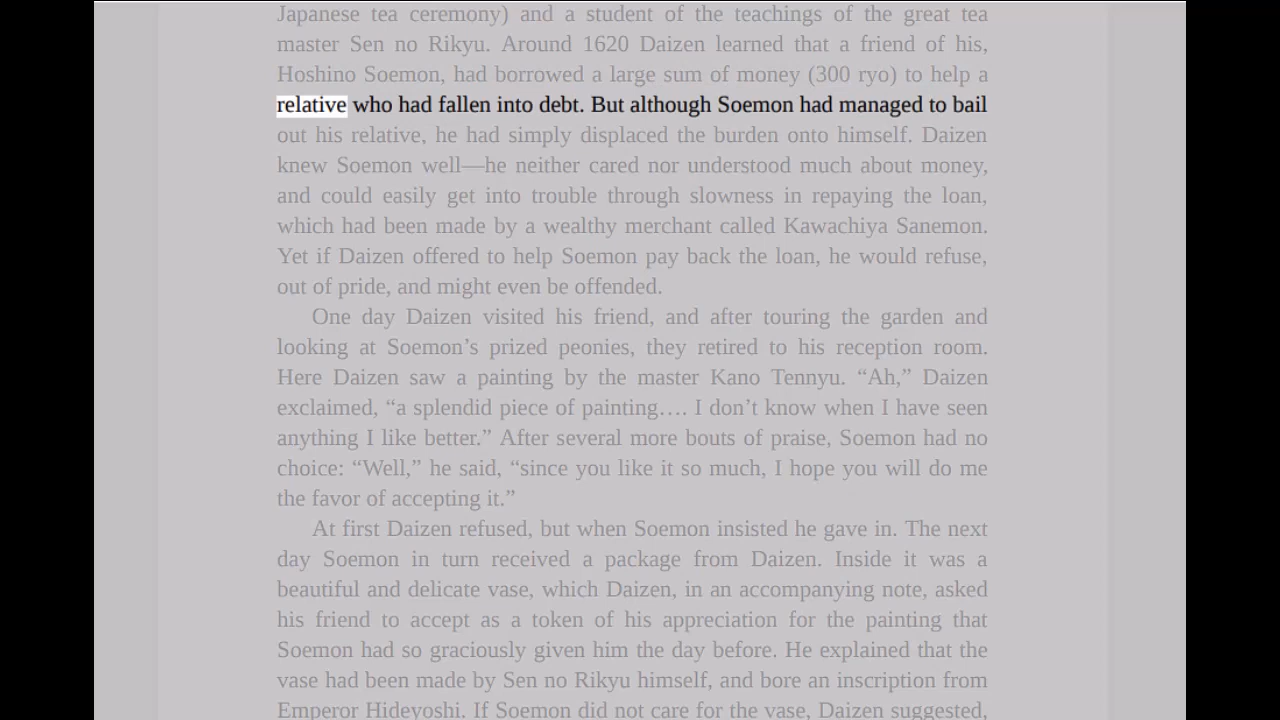 Japanese tea ceremony) and a student of the teachings of the great tea
master Sen no Rikyu. Around 1620 Daizen learned that a friend of his,
Hoshino Soemon, had borrowed a large sum of money (300 ryo) to help a
relative who had fallen into debt. But although Soemon had managed to bail
out his relative, he had simply displaced the burden onto himself. Daizen
knew Soemon well—he neither cared nor understood much about money,
and could easily get into trouble through slowness in repaying the loan,
which had been made by a wealthy merchant called Kawachiya Sanemon.
Yet if Daizen offered to help Soemon pay back the loan, he would refuse,
out of pride, and might even be offended.
One day Daizen visited his friend, and after touring the garden and
looking at Soemon’s prized peonies, they retired to his reception room.
Here Daizen saw a painting by the master Kano Tennyu. “Ah,” Daizen
exclaimed, “a splendid piece of painting…. I don’t know when I have seen
anything I like better.” After several more bouts of praise, Soemon had no
choice: “Well,” he said, “since you like it so much, I hope you will do me
the favor of accepting it.”
At first Daizen refused, but when Soemon insisted he gave in. The next
day Soemon in turn received a package from Daizen. Inside it was a
beautiful and delicate vase, which Daizen, in an accompanying note, asked
his friend to accept as a token of his appreciation for the painting that
Soemon had so graciously given him the day before. He explained that the
vase had been made by Sen no Rikyu himself, and bore an inscription from
Emperor Hideyoshi. If Soemon did not care for the vase, Daizen suggested,